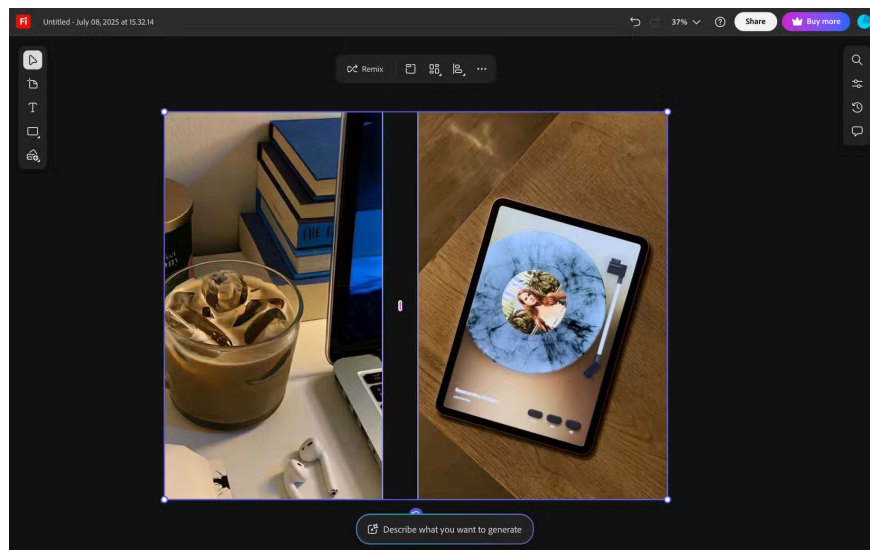 Fi
Untitled - July 08, 2025 at 15.32.14
37%
Share
Buy more
Remix
T
THE
Describe what you want to generate